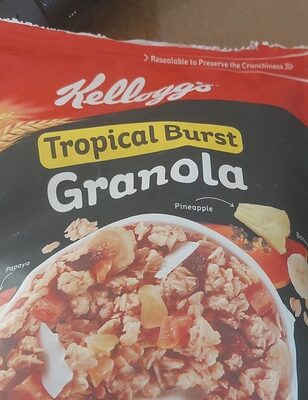 Resealable to Preserve the Crunchiness
Kellogg's
Tropical Burst
Granola
Pineapple
Papaya